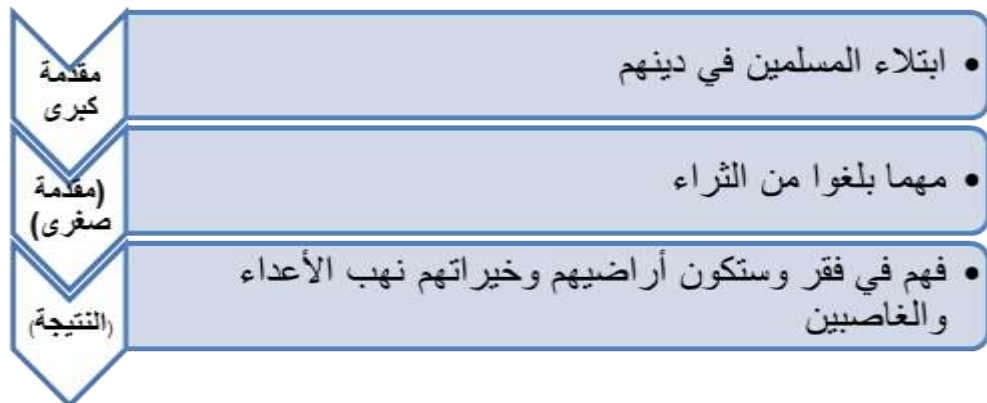 مقدمة
كبرى
• ابتلاء المسلمين في دينهم
(مقدمة
صغرى)
• مهما بلغوا من الثراء
(النتيجة)
• فهم في فقر وستكون أراضيهم وخيراتهم نهب الأعداء
والغاصبين